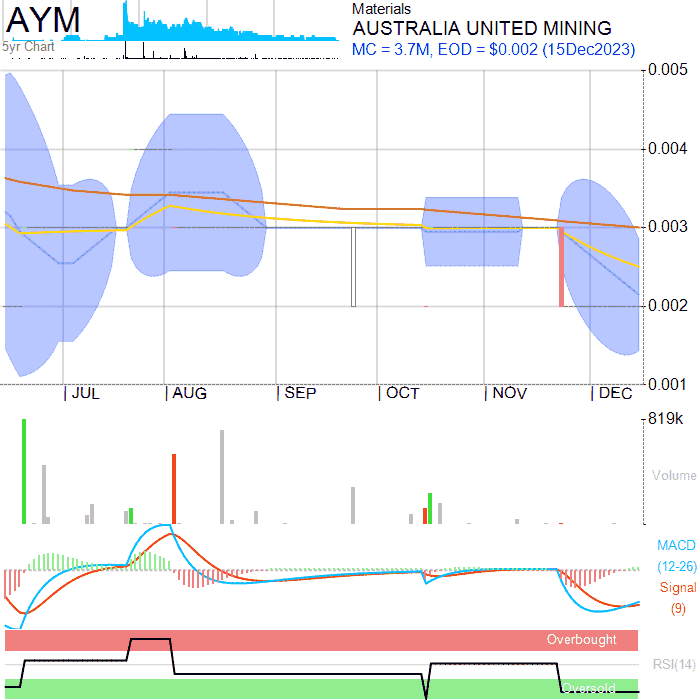 AYM
5yr Chart
Materials
AUSTRALIA UNITED MINING
MC = 3.7M, EOD = $0.002 (15Dec2023)
0.005
0.004
0.003
0.002
0.001
JUL AUG SEP OCT NOV DEC
819k
Volume
MACD
(12-26)
Signal
(9)
Overbought
RSI(14)
Oversold